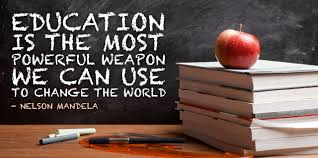 EDUCATION
IS THE MOST
POWERFUL WEAPON
WE CAN USE
TO CHANGE THE WORLD
- NELSON MANDELA